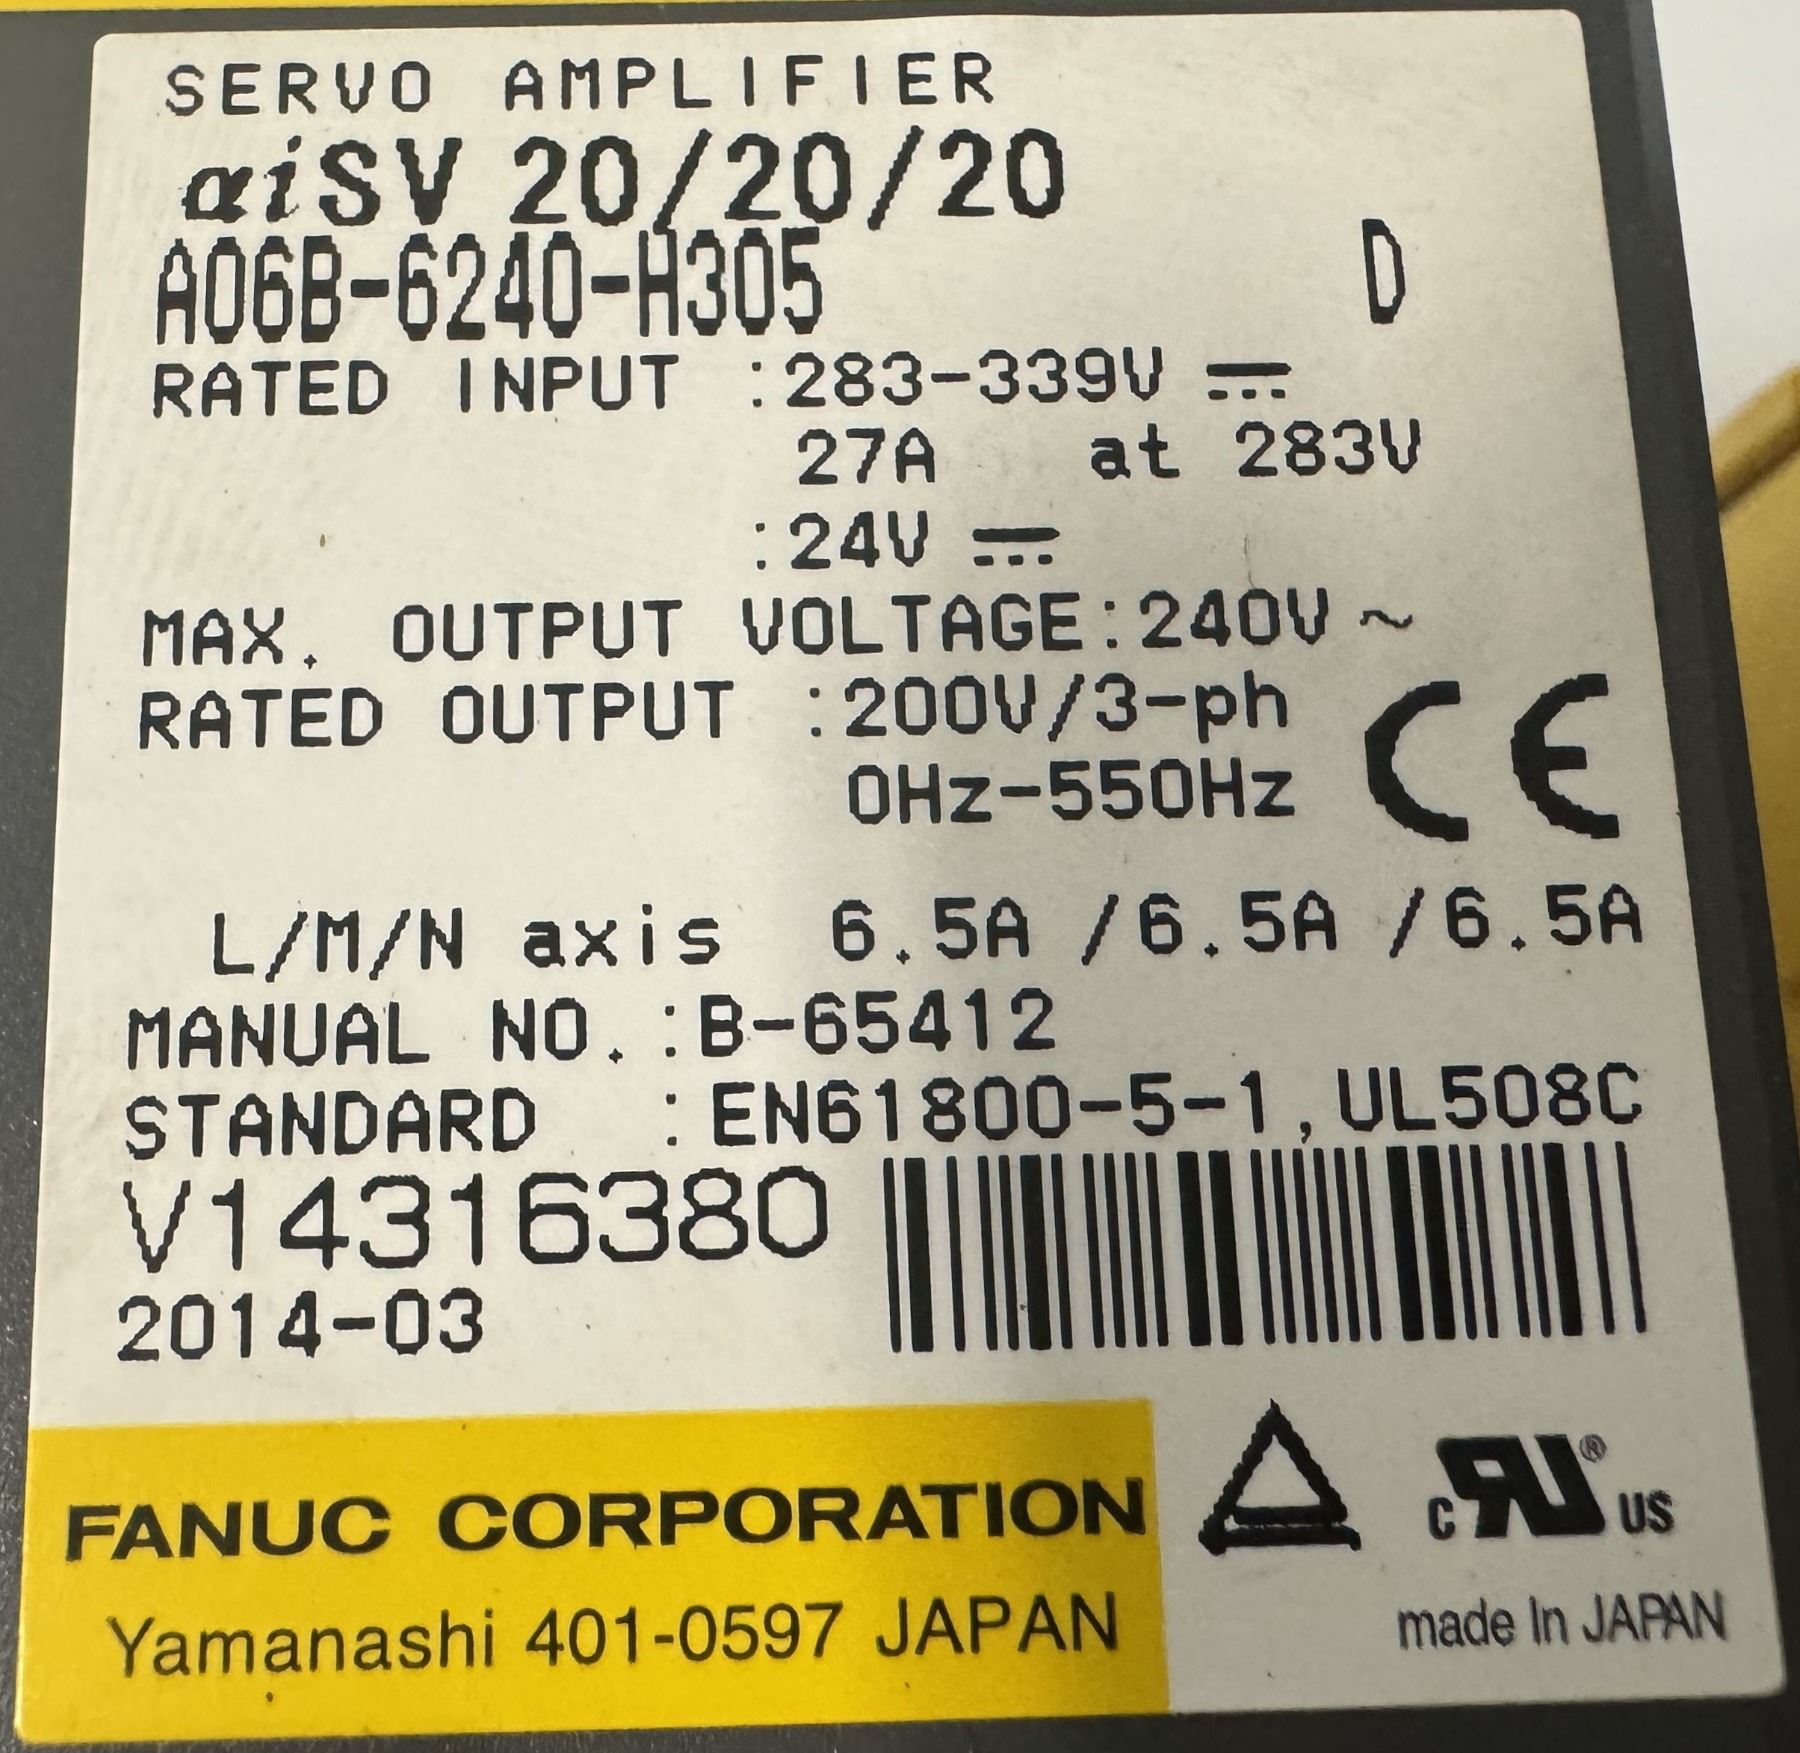 SERVO AMPLIFIER
αiSV 20/20/20
A06B-6240-H305 D
RATED INPUT :283-339V ⎓
27A at 283V
:24V ⎓
MAX. OUTPUT VOLTAGE:240V ~
RATED OUTPUT :200V/3-ph
0Hz-550Hz
CE
L/M/N axis 6.5A /6.5A /6.5A
MANUAL NO.:B-65412
STANDARD :EN61800-5-1,UL508C
V14316380
2014-03
FANUC CORPORATION
Yamanashi 401-0597 JAPAN
c RU ® US
made In JAPAN